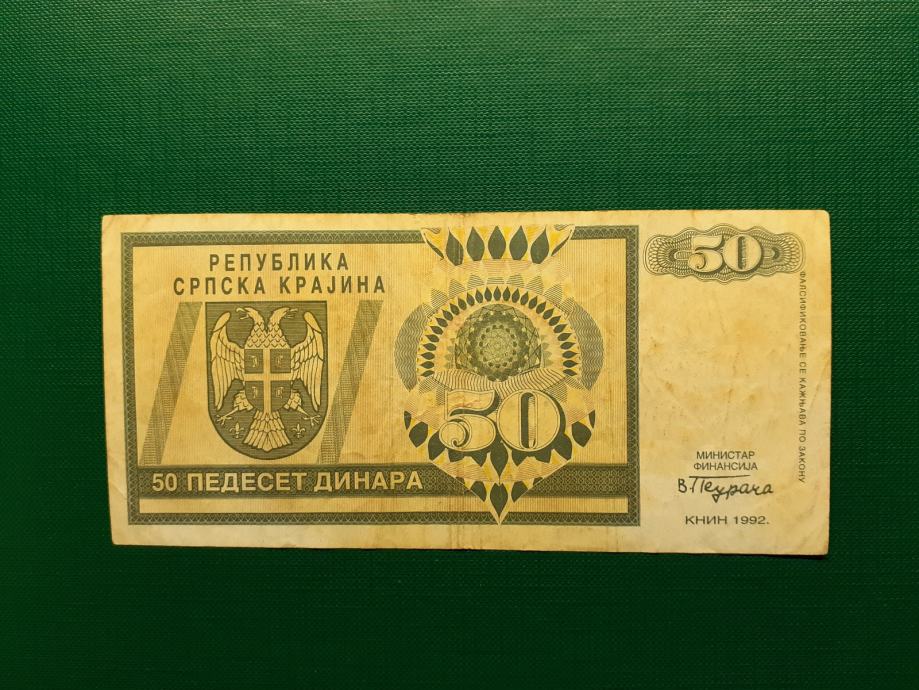 РЕПУБЛИКА
СРПСКА КРАЈИНА
50
50
50 ПЕДЕСЕТ ДИНАРА
МИНИСТАР
ФИНАНСИЈА
КНИН 1992.
ФАЛСИФИКОВАЊЕ СЕ КАЖЊАВА ПО ЗАКОНУ